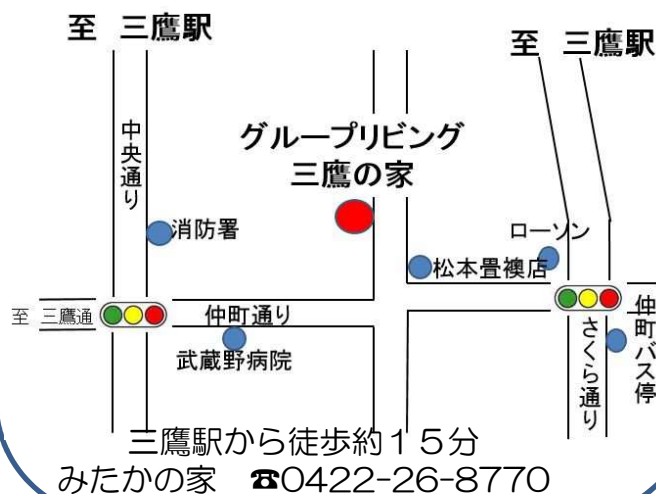 至 三鷹駅
至 三鷹駅
中央通り
グループリビング
三鷹の家
消防署
ローソン
松本畳襖店
至 三鷹通
仲町通り
武蔵野病院
さくら通り
仲町バス停
三鷹駅から徒歩約１５分
みたかの家 ☎0422-26-8770